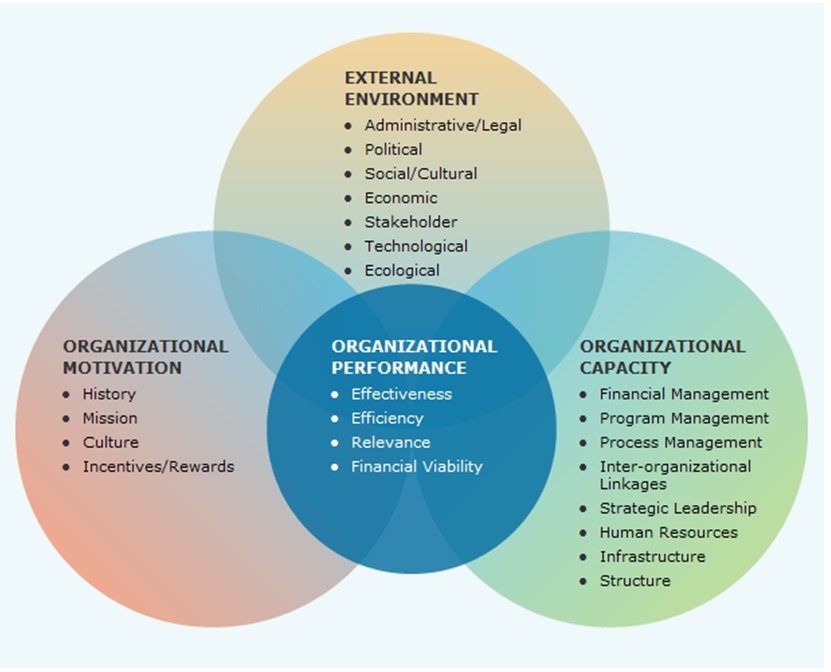 EXTERNAL
ENVIRONMENT
• Administrative/Legal
• Political
• Social/Cultural
• Economic
• Stakeholder
• Technological
• Ecological
ORGANIZATIONAL
MOTIVATION
• History
• Mission
• Culture
• Incentives/Rewards
ORGANIZATIONAL
PERFORMANCE
• Effectiveness
• Efficiency
• Relevance
• Financial Viability
ORGANIZATIONAL
CAPACITY
• Financial Management
• Program Management
• Process Management
• Inter-organizational
Linkages
• Strategic Leadership
• Human Resources
• Infrastructure
• Structure